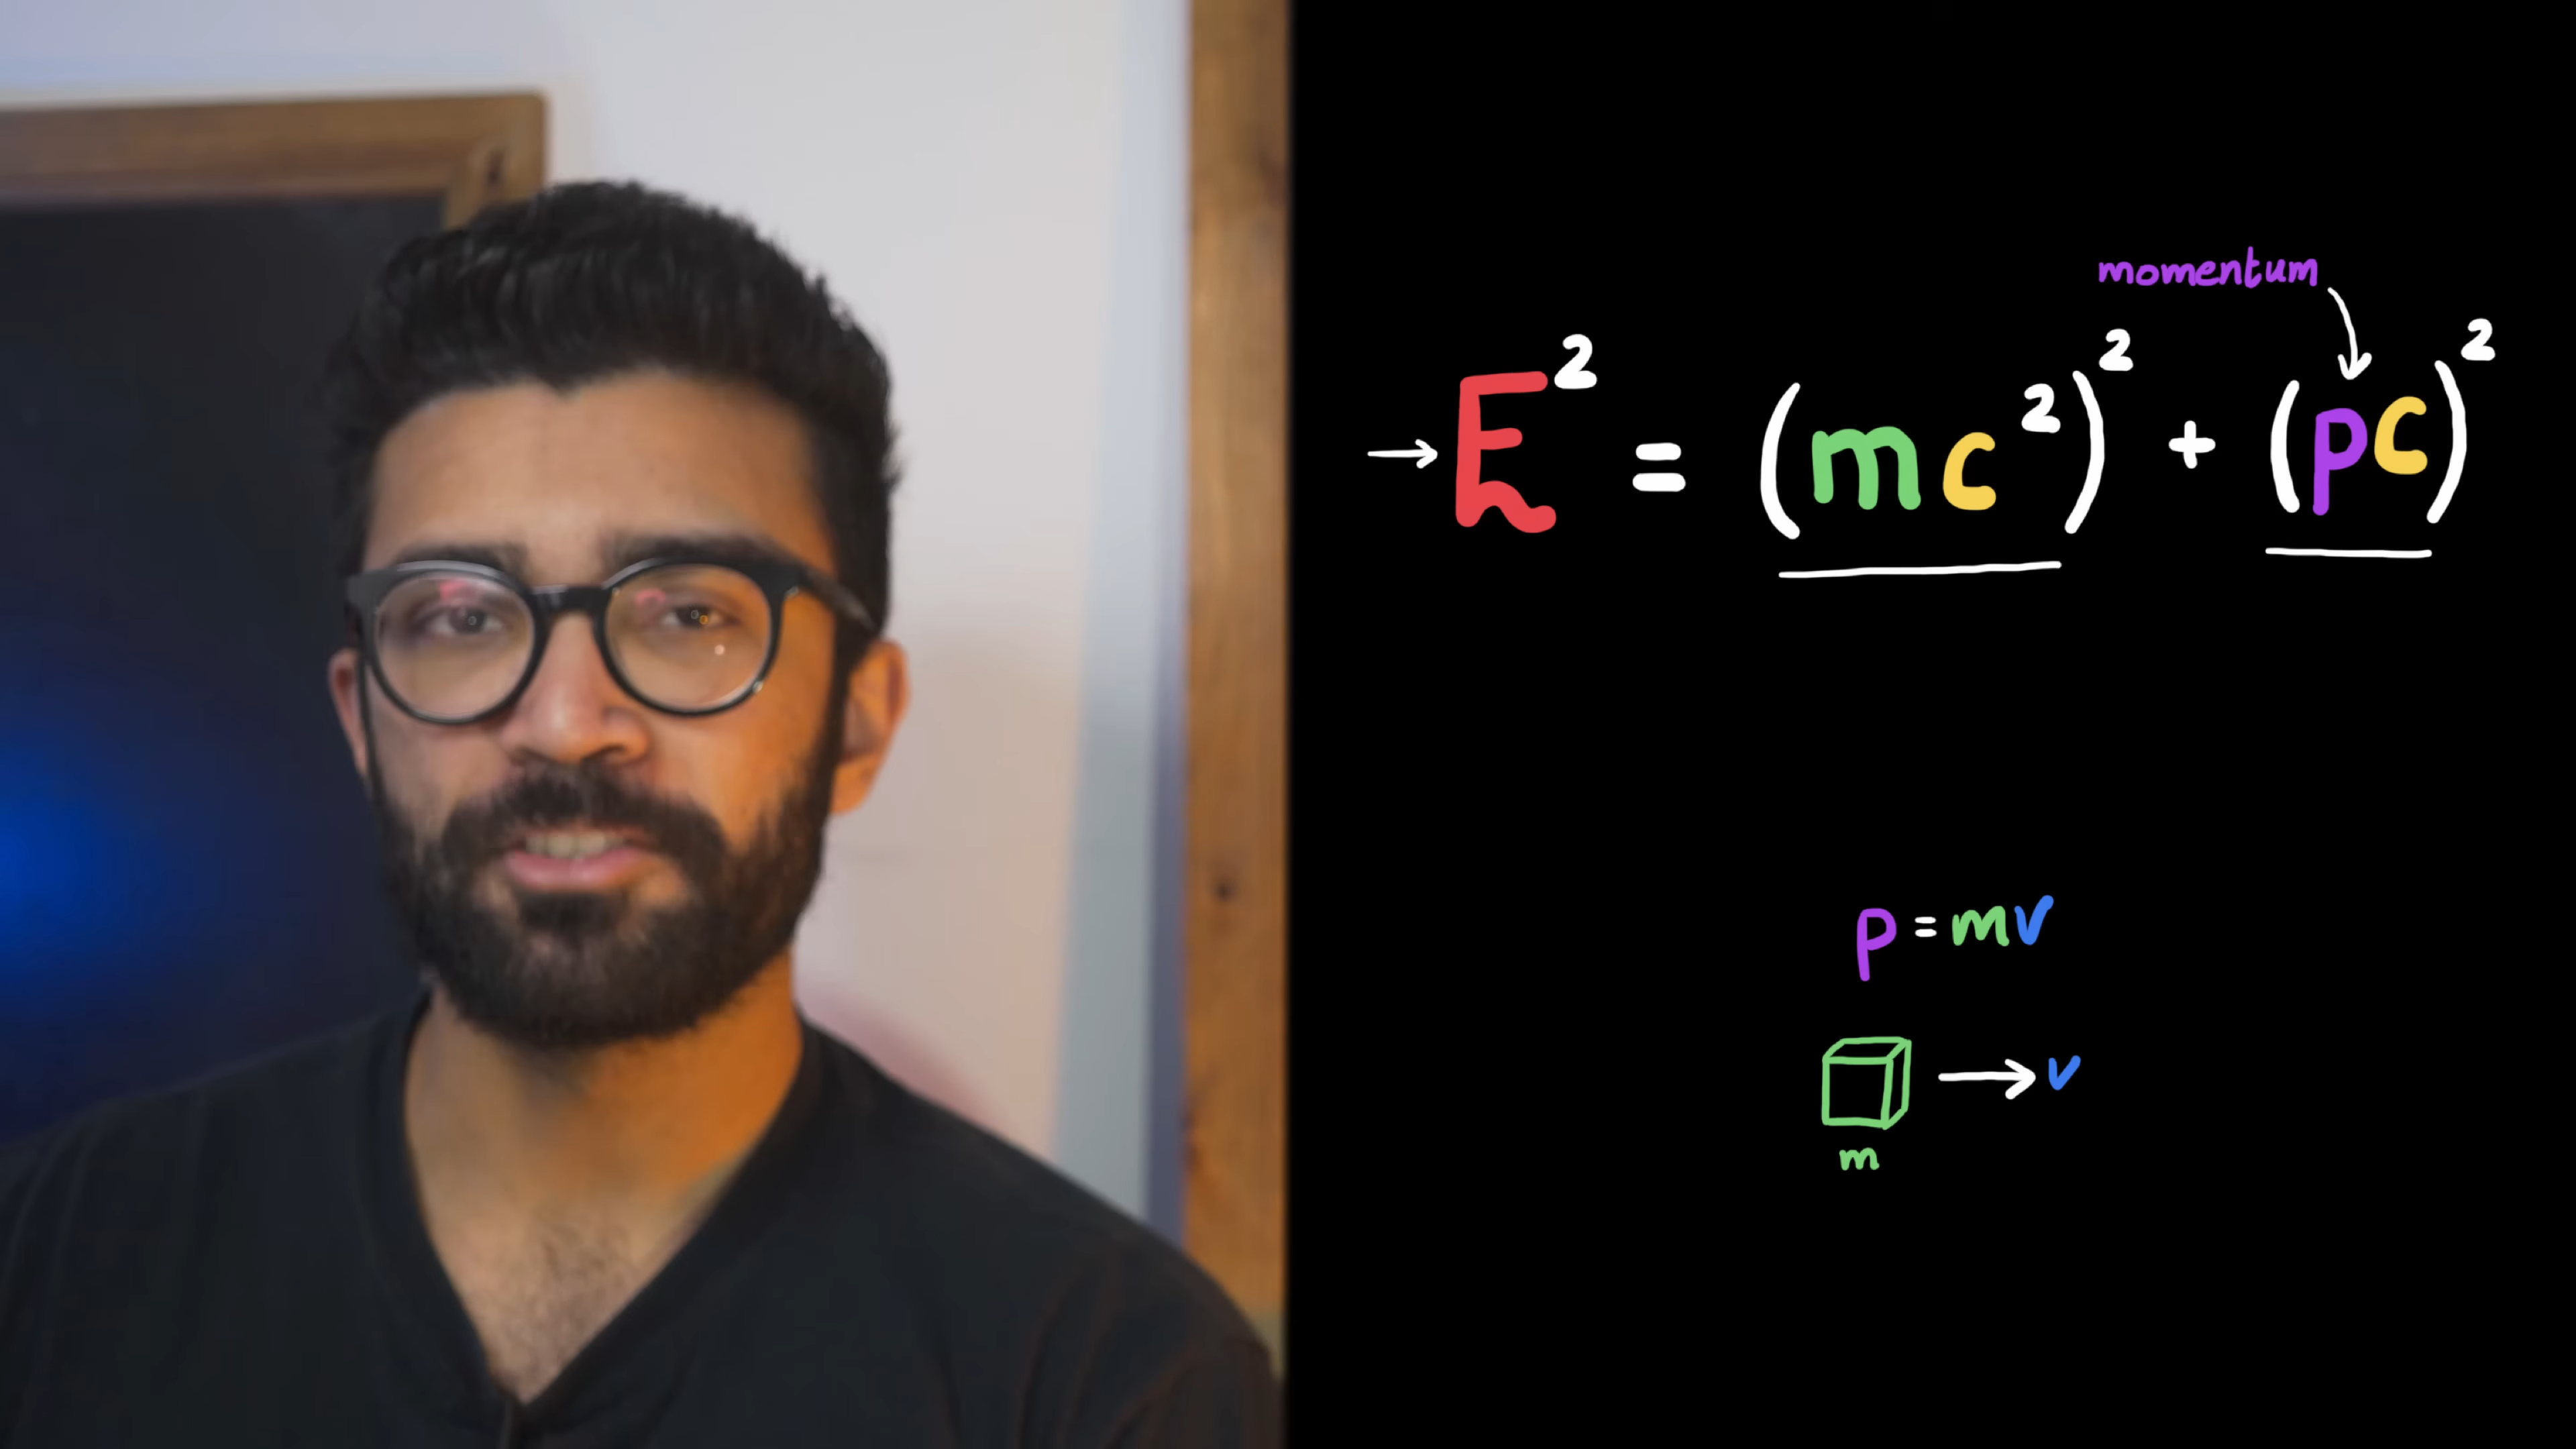 momentum
→ E² = (mc²)² + (pc)²
p = mv
→ v
m